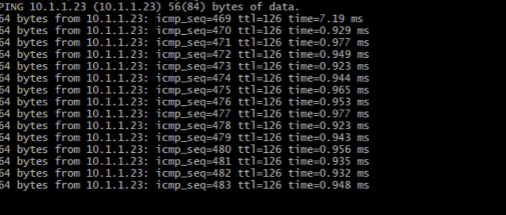 PING 10.1.1.23 (10.1.1.23) 56(84) bytes of data.
64 bytes from 10.1.1.23: icmp_seq=469 ttl=126 time=7.19 ms
64 bytes from 10.1.1.23: icmp_seq=470 ttl=126 time=0.929 ms
64 bytes from 10.1.1.23: icmp_seq=471 ttl=126 time=0.977 ms
64 bytes from 10.1.1.23: icmp_seq=472 ttl=126 time=0.949 ms
64 bytes from 10.1.1.23: icmp_seq=473 ttl=126 time=0.923 ms
64 bytes from 10.1.1.23: icmp_seq=474 ttl=126 time=0.944 ms
64 bytes from 10.1.1.23: icmp_seq=475 ttl=126 time=0.965 ms
64 bytes from 10.1.1.23: icmp_seq=476 ttl=126 time=0.953 ms
64 bytes from 10.1.1.23: icmp_seq=477 ttl=126 time=0.977 ms
64 bytes from 10.1.1.23: icmp_seq=478 ttl=126 time=0.923 ms
64 bytes from 10.1.1.23: icmp_seq=479 ttl=126 time=0.943 ms
64 bytes from 10.1.1.23: icmp_seq=480 ttl=126 time=0.956 ms
64 bytes from 10.1.1.23: icmp_seq=481 ttl=126 time=0.935 ms
64 bytes from 10.1.1.23: icmp_seq=482 ttl=126 time=0.932 ms
64 bytes from 10.1.1.23: icmp_seq=483 ttl=126 time=0.948 ms